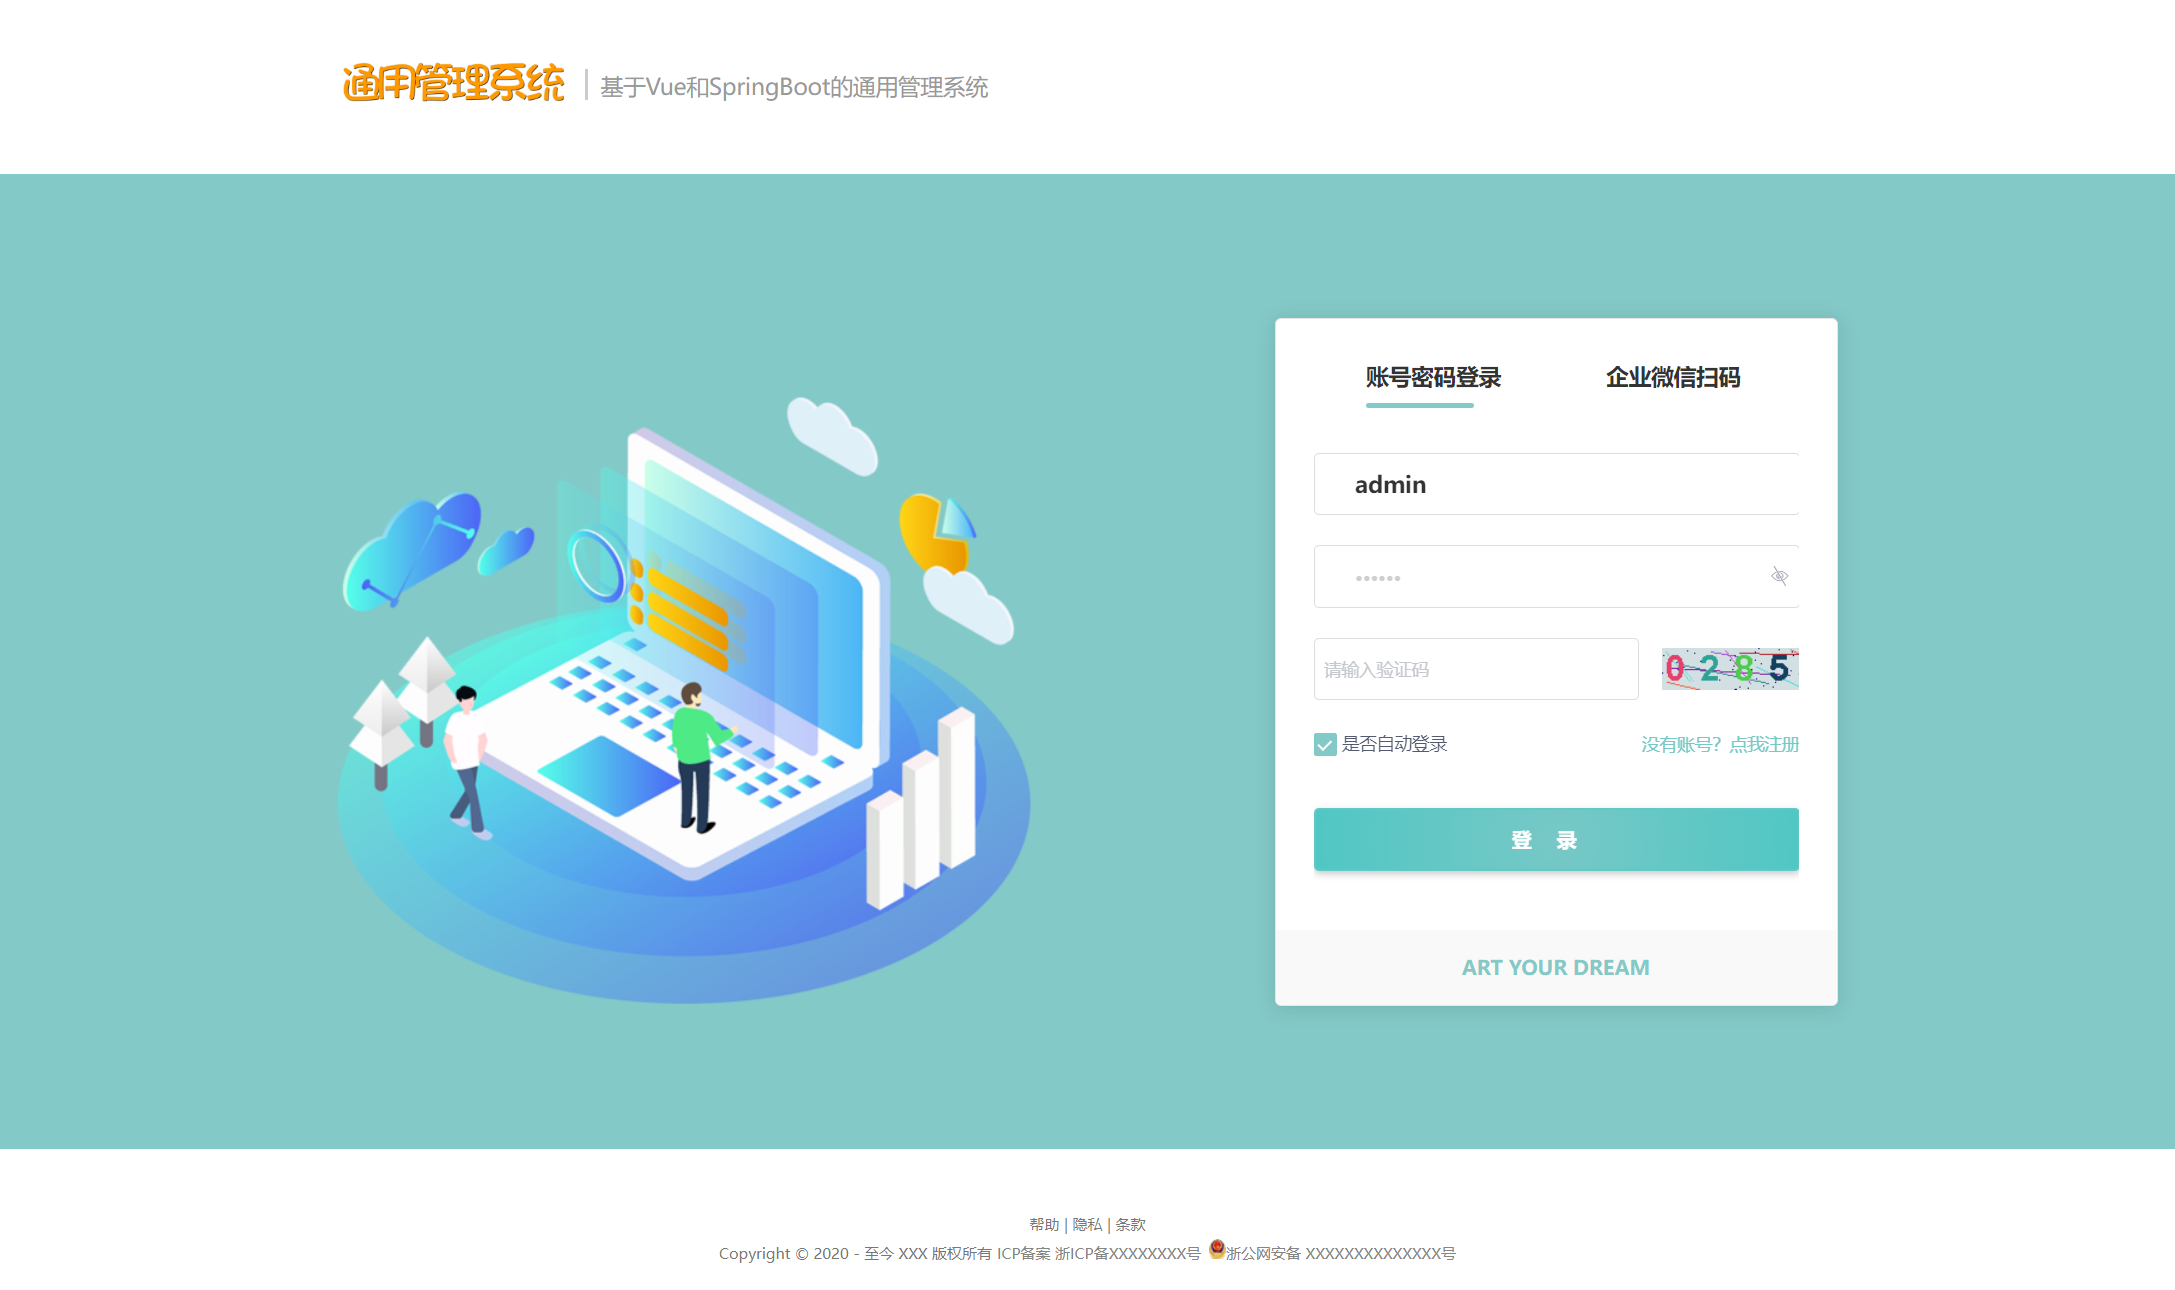 通用管理系统 | 基于Vue和SpringBoot的通用管理系统
账号密码登录 企业微信扫码
admin
••••••
请输入验证码 0285
是否自动登录 没有账号？点我注册
登 录
ART YOUR DREAM
帮助 | 隐私 | 条款
Copyright © 2020 - 至今 XXX 版权所有 ICP备案 浙ICP备XXXXXXXX号 浙公网安备 XXXXXXXXXXXXXX号